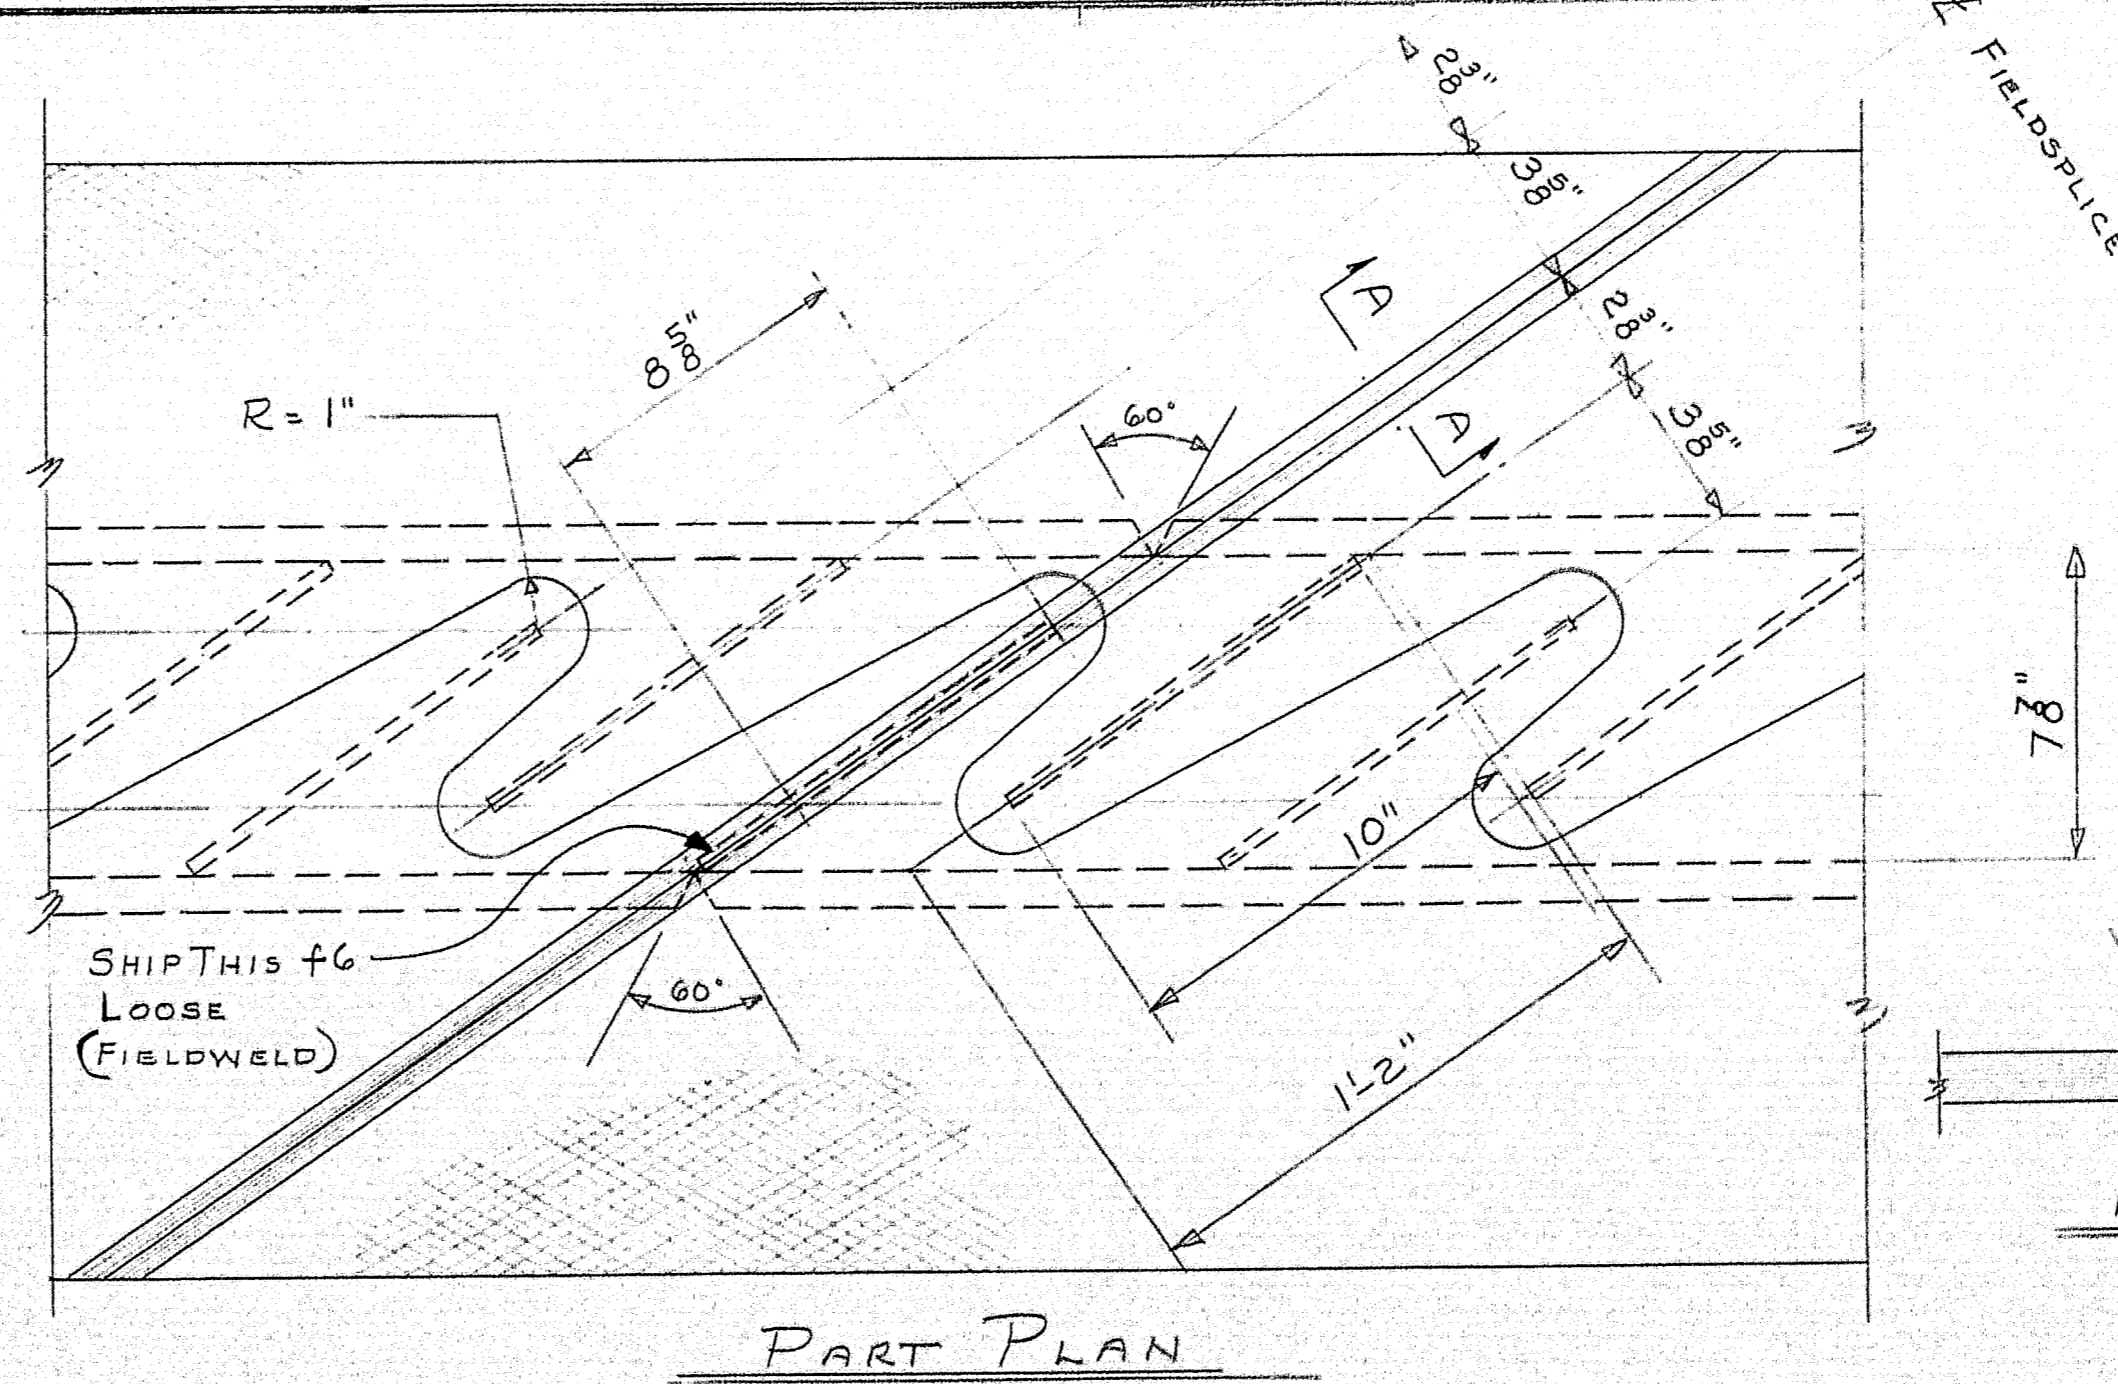 ℄ FIELDSPLICE
2 3/8"
3 5/8"
A
2 3/8"
8 5/8"
R = 1"
60°
A
3 5/8"
7 7/8"
10"
SHIP THIS f6
LOOSE
(FIELDWELD)
60°
1'-2"
PART PLAN